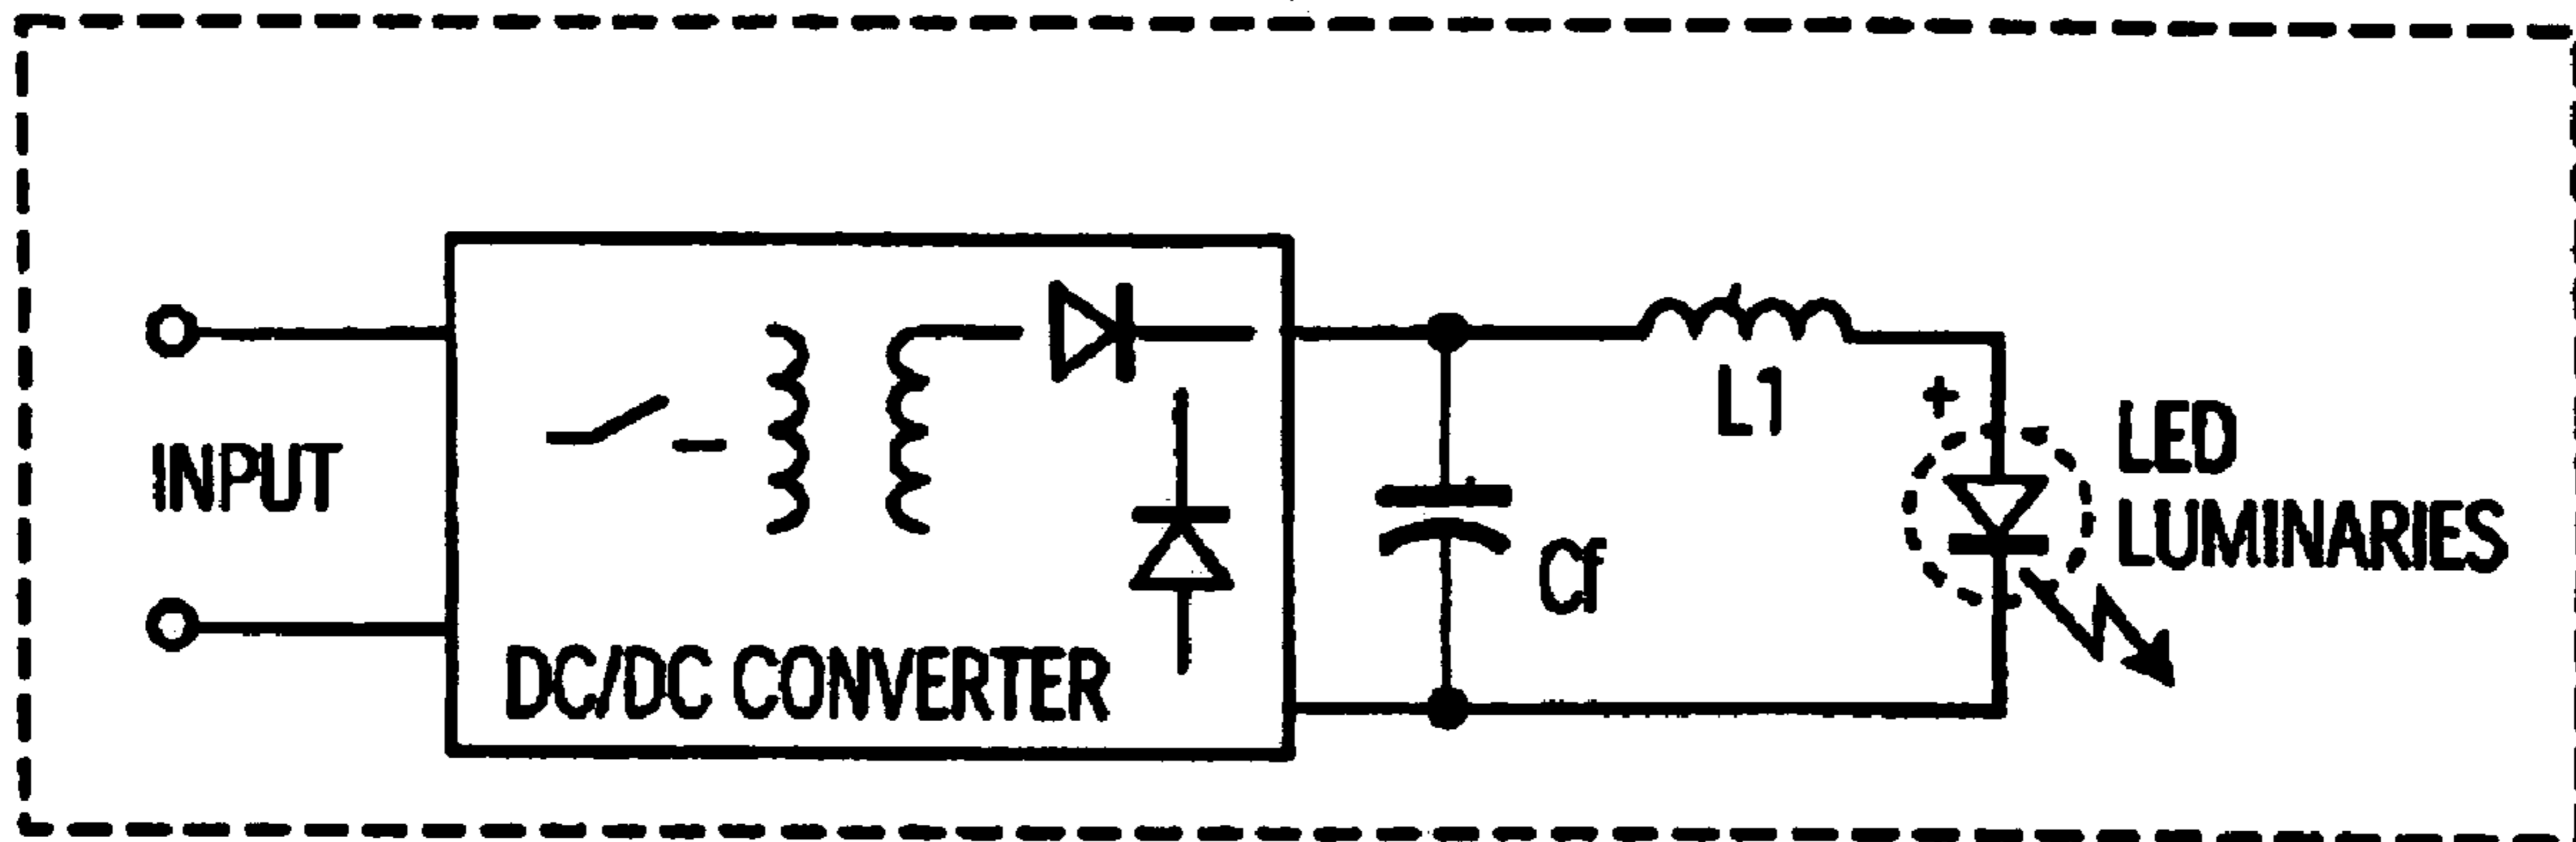 INPUT
DC/DC CONVERTER
Cf
L1
+
LED
LUMINARIES